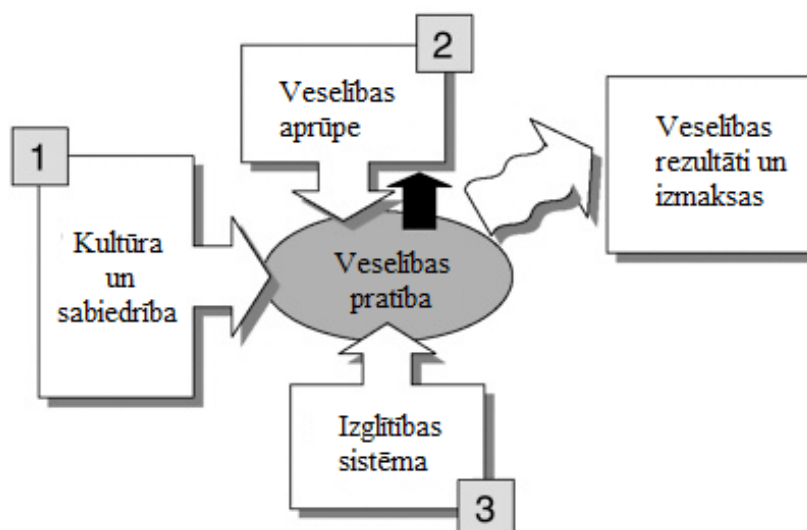 1
Kultūra
un
sabiedrība
2
Veselības
aprūpe
Veselības
pratība
Veselības
rezultāti un
izmaksas
Izglītības
sistēma
3